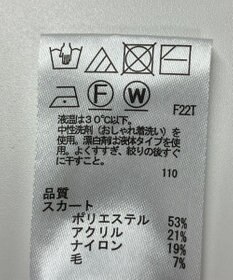 F W
F22T
液温は30℃以下。
中性洗剤(おしゃれ着洗い)を
使用。漂白剤は液体タイプを使
用。よくすすぎ、絞りの後すぐ
に干すこと。
110
品質
スカート
ポリエステル 53%
アクリル 21%
ナイロン 19%
毛 7%